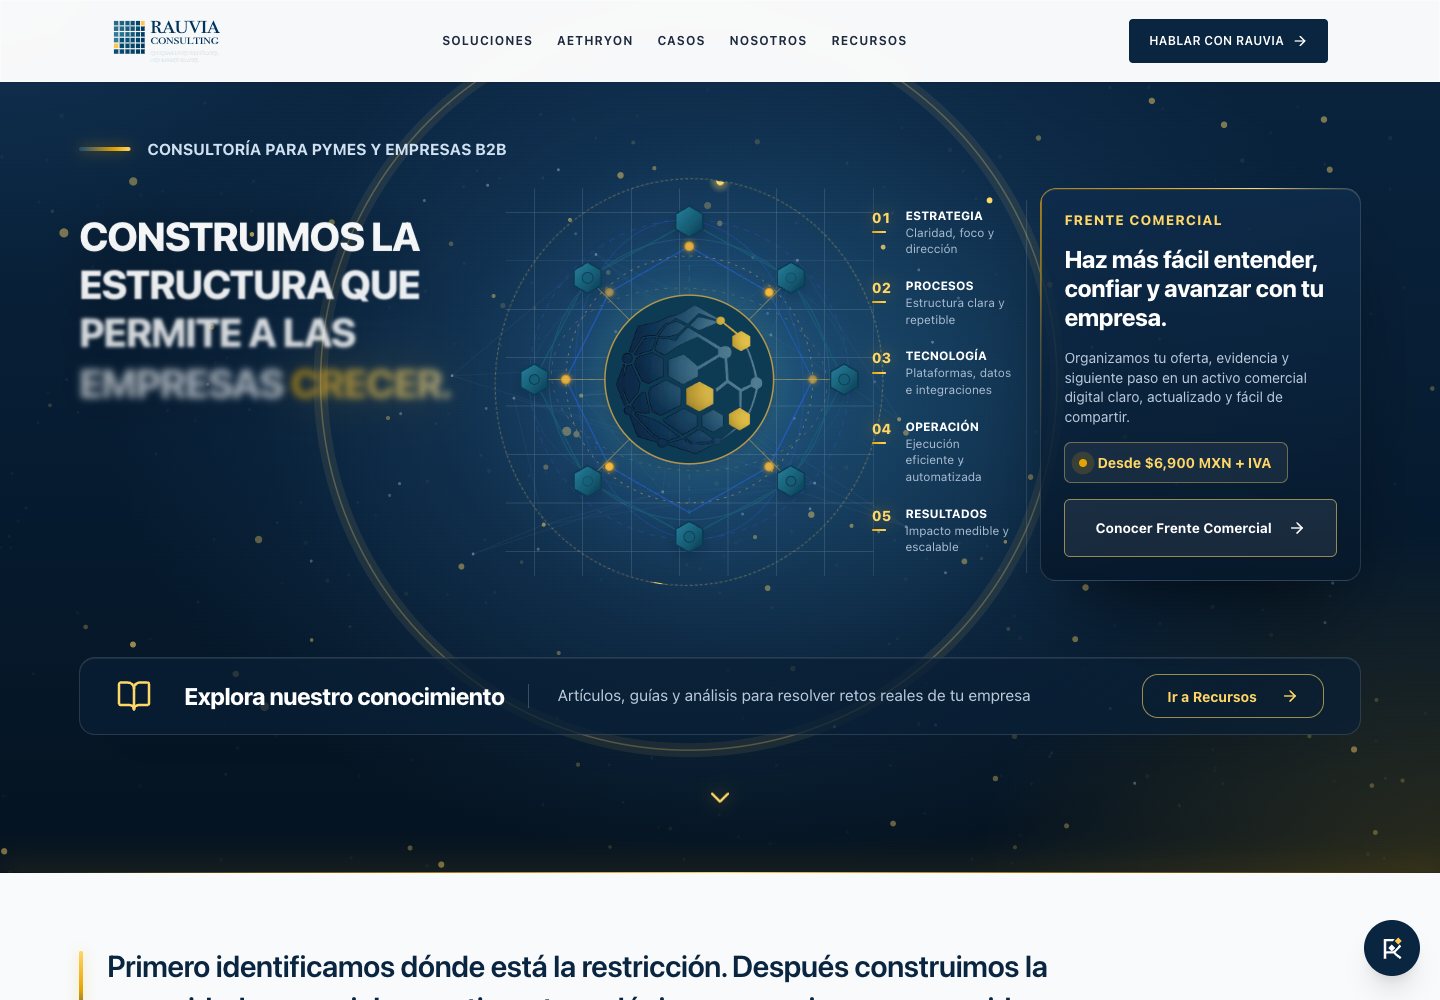 RAUVIA
CONSULTING
SOLUCIONES
AETHRYON
CASOS
NOSOTROS
RECURSOS
HABLAR CON RAUVIA
CONSULTORÍA PARA PYMES Y EMPRESAS B2B
CONSTRUIMOS LA
ESTRUCTURA QUE
PERMITE A LAS
EMPRESAS CRECER.
01
ESTRATEGIA
Claridad, foco y
dirección
02
PROCESOS
Estructura clara y
repetible
03
TECNOLOGÍA
Plataformas, datos
e integraciones
04
OPERACIÓN
Ejecución
eficiente y
automatizada
05
RESULTADOS
Impacto medible y
escalable
FRENTE COMERCIAL
Haz más fácil entender,
confiar y avanzar con tu
empresa.
Organizamos tu oferta, evidencia y
siguiente paso en un activo comercial
digital claro, actualizado y fácil de
compartir.
Desde $6,900 MXN + IVA
Conocer Frente Comercial
Explora nuestro conocimiento
Artículos, guías y análisis para resolver retos reales de tu empresa
Ir a Recursos
Primero identificamos dónde está la restricción. Después construimos la